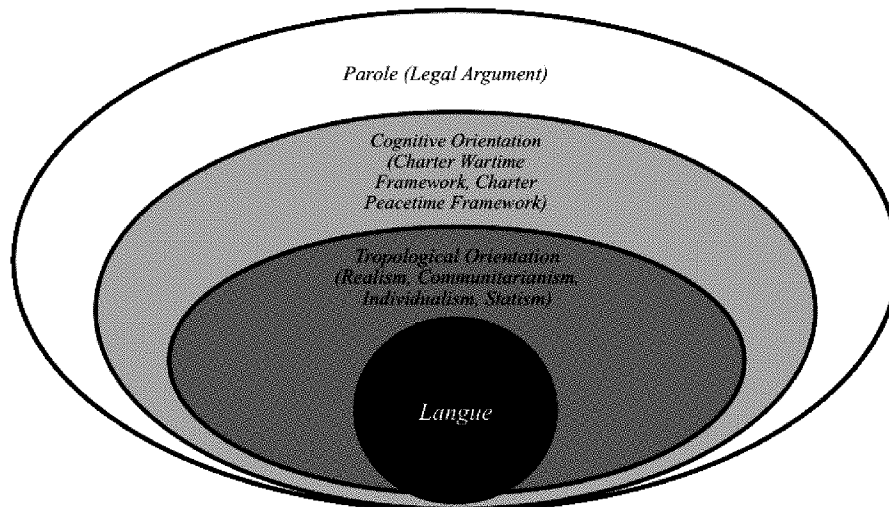 Parole (Legal Argument)
Cognitive Orientation
(Charter Wartime
Framework, Charter
Peacetime Framework)
Tropological Orientation
(Realism, Communitarianism,
Individualism, Statism)
Langue